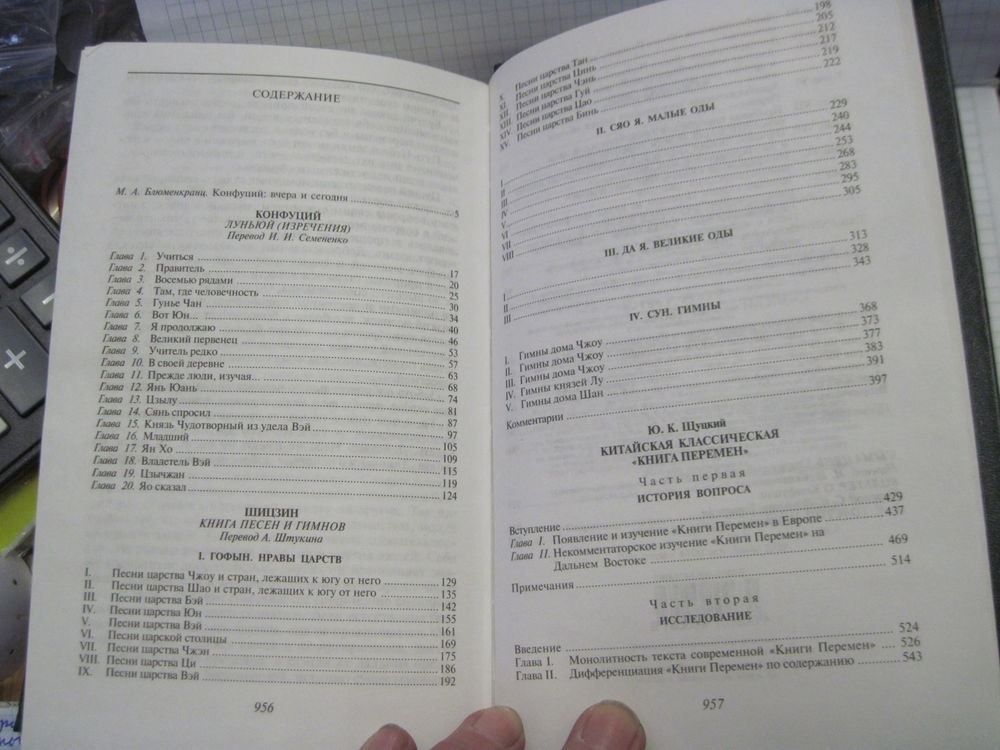 СОДЕРЖАНИЕ
М. А. Блюменкранц. Конфуций: вчера и сегодня 5
КОНФУЦИЙ
ЛУНЬЮЙ (ИЗРЕЧЕНИЯ)
Перевод И. И. Семененко
Глава 1. Учиться 17
Глава 2. Правитель 20
Глава 3. Восемью рядами 25
Глава 4. Там, где человечность 30
Глава 5. Гунье Чан 34
Глава 6. Вот Юн... 40
Глава 7. Я продолжаю 46
Глава 8. Великий первенец 53
Глава 9. Учитель редко 57
Глава 10. В своей деревне 63
Глава 11. Прежде люди, изучая... 68
Глава 12. Янь Юань 74
Глава 13. Цзылу 81
Глава 14. Сянь спросил 87
Глава 15. Князь Чудотворный из удела Вэй 97
Глава 16. Младший 105
Глава 17. Ян Хо 109
Глава 18. Владетель Вэй 115
Глава 19. Цзычжан 119
Глава 20. Яо сказал 124
ШИЦЗИН
КНИГА ПЕСЕН И ГИМНОВ
Перевод А. Штукина
I. ГОФЫН. НРАВЫ ЦАРСТВ
I. Песни царства Чжоу и стран, лежащих к югу от него 129
II. Песни царства Шао и стран, лежащих к югу от него 135
III. Песни царства Бэй 142
IV. Песни царства Юн 155
V. Песни царства Вэй 161
VI. Песни царской столицы 169
VII. Песни царства Чжэн 175
VIII. Песни царства Ци 186
IX. Песни царства Вэй 192
956
X. Песни царства Тан 198
XI. Песни царства Цинь 205
XII. Песни царства Чэнь 212
XIII. Песни царства Гуй 217
XIV. Песни царства Цао 219
XV. Песни царства Бинь 222
II. СЯО Я. МАЛЫЕ ОДЫ
I 229
II 240
III 244
IV 253
V 268
VI 283
VII 295
VIII 305
III. ДА Я. ВЕЛИКИЕ ОДЫ
I 313
II 328
III 343
IV. СУН. ГИМНЫ
I. Гимны дома Чжоу 368
II. Гимны дома Чжоу 373
III. Гимны дома Чжоу 377
IV. Гимны князей Лу 383
V. Гимны дома Шан 391
Комментарии 397
Ю. К. Щуцкий
КИТАЙСКАЯ КЛАССИЧЕСКАЯ
«КНИГА ПЕРЕМЕН»
Часть первая
ИСТОРИЯ ВОПРОСА
Вступление 429
Глава I. Появление и изучение «Книги Перемен» в Европе 437
Глава II. Некомментаторское изучение «Книги Перемен» на
Дальнем Востоке 469
Примечания 514
Часть вторая
ИССЛЕДОВАНИЕ
Введение 524
Глава I. Монолитность текста современной «Книги Перемен» 526
Глава II. Дифференциация «Книги Перемен» по содержанию 543
957
÷
+